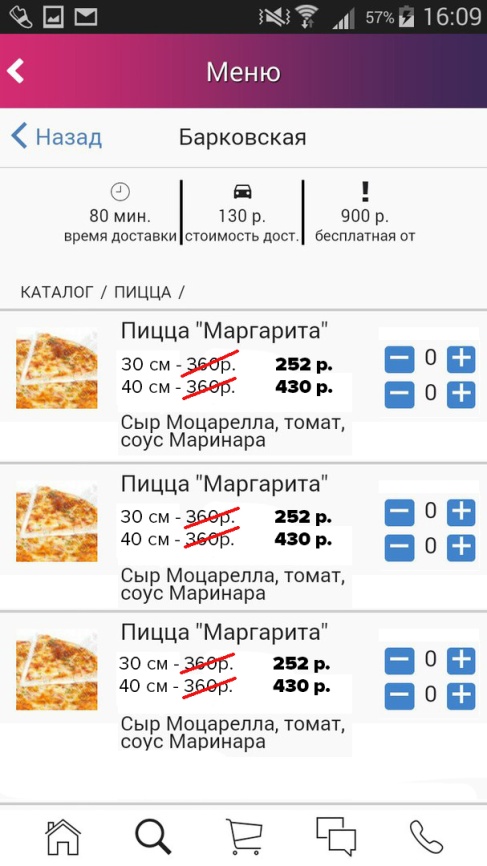 57% 16:09
Меню
Назад Барковская
80 мин. 130 р. 900 р.
время доставки стоимость дост. бесплатная от
КАТАЛОГ / ПИЦЦА /
Пицца "Маргарита"
30 см - 360р. 252 р. 0
40 см - 360р. 430 р. 0
Сыр Моцарелла, томат,
соус Маринара
Пицца "Маргарита"
30 см - 360р. 252 р. 0
40 см - 360р. 430 р. 0
Сыр Моцарелла, томат,
соус Маринара
Пицца "Маргарита"
30 см - 360р. 252 р. 0
40 см - 360р. 430 р. 0
Сыр Моцарелла, томат,
соус Маринара